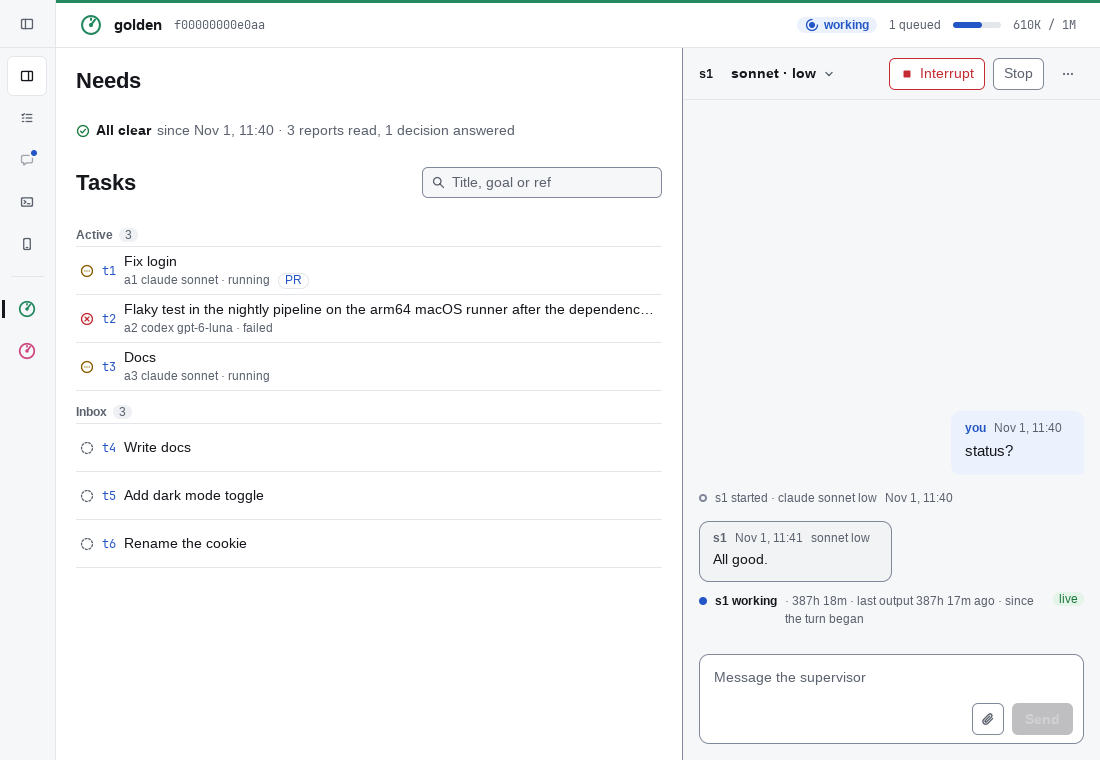 golden f00000000e0aa
working 1 queued 610K / 1M
Needs
All clear since Nov 1, 11:40 · 3 reports read, 1 decision answered
Tasks
Title, goal or ref
Active 3
t1 Fix login
a1 claude sonnet · running PR
t2 Flaky test in the nightly pipeline on the arm64 macOS runner after the dependenc…
a2 codex gpt-6-luna · failed
t3 Docs
a3 claude sonnet · running
Inbox 3
t4 Write docs
t5 Add dark mode toggle
t6 Rename the cookie
s1 sonnet · low Interrupt Stop ···
you Nov 1, 11:40
status?
s1 started · claude sonnet low Nov 1, 11:40
s1 Nov 1, 11:41 sonnet low
All good.
s1 working · 387h 18m · last output 387h 17m ago · since live
the turn began
Message the supervisor
Send